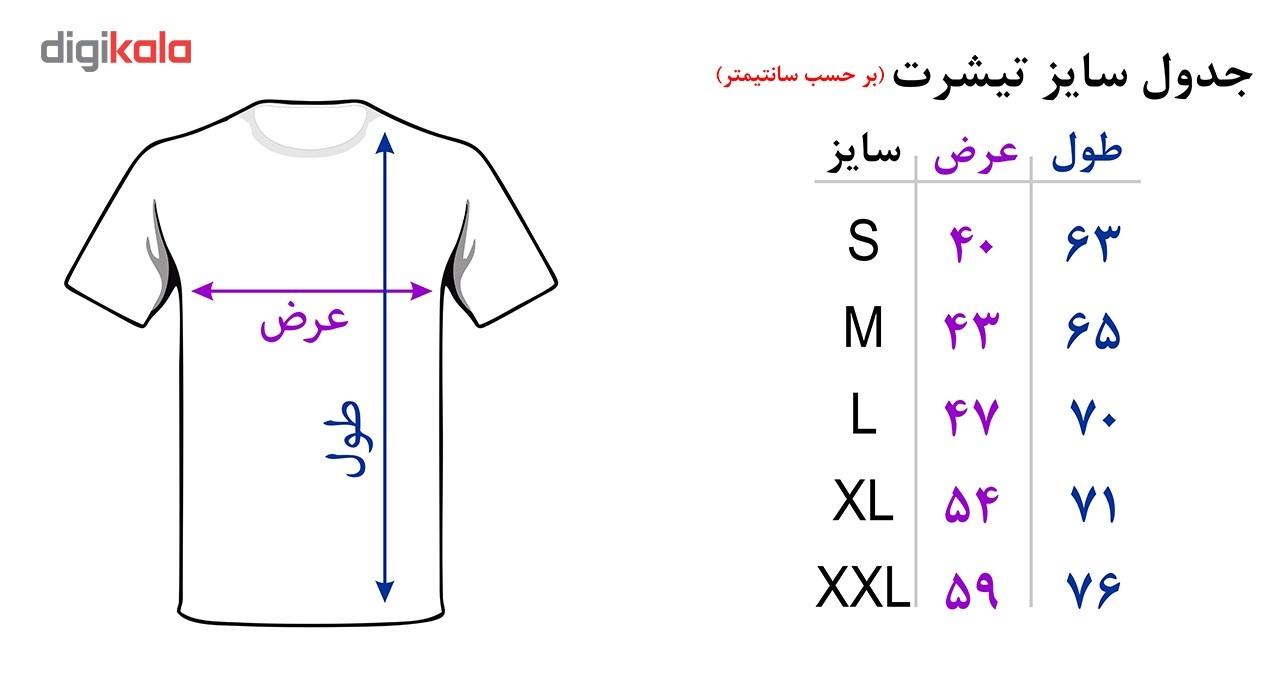 digikala
جدول سایز تیشرت (بر حسب سانتیمتر)
طول عرض سایز
۶۳ ۴۰ S
۶۵ ۴۳ M
۷۰ ۴۷ L
۷۱ ۵۴ XL
۷۶ ۵۹ XXL
عرض
طول